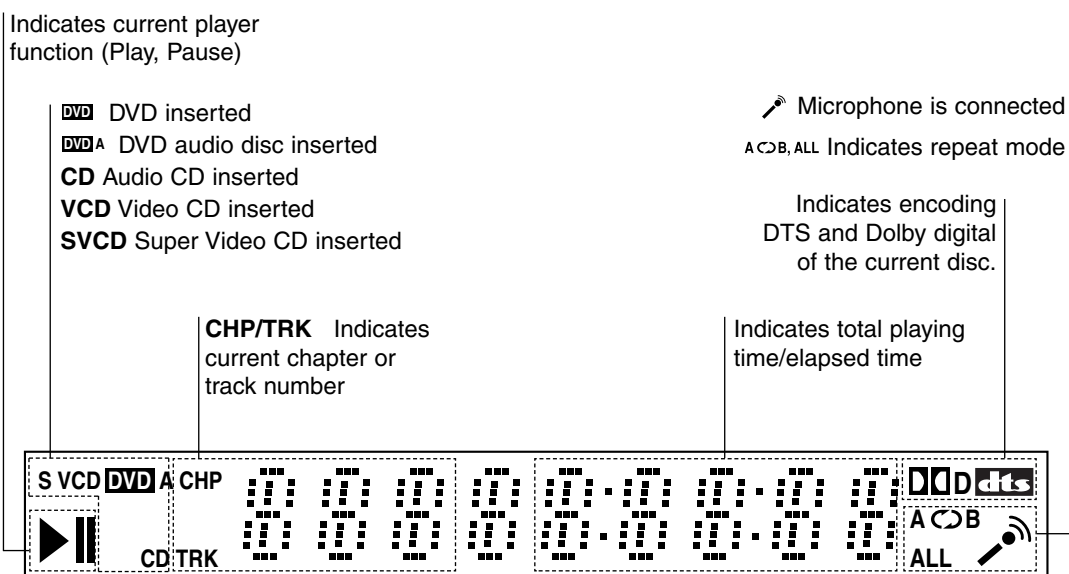 Indicates current player
function (Play, Pause)
DVD DVD inserted
DVD A DVD audio disc inserted
CD Audio CD inserted
VCD Video CD inserted
SVCD Super Video CD inserted
Microphone is connected
A B, ALL Indicates repeat mode
Indicates encoding
DTS and Dolby digital
of the current disc.
CHP/TRK Indicates
current chapter or
track number
Indicates total playing
time/elapsed time
S VCD DVD A CHP
D dts
A B
CD TRK
ALL